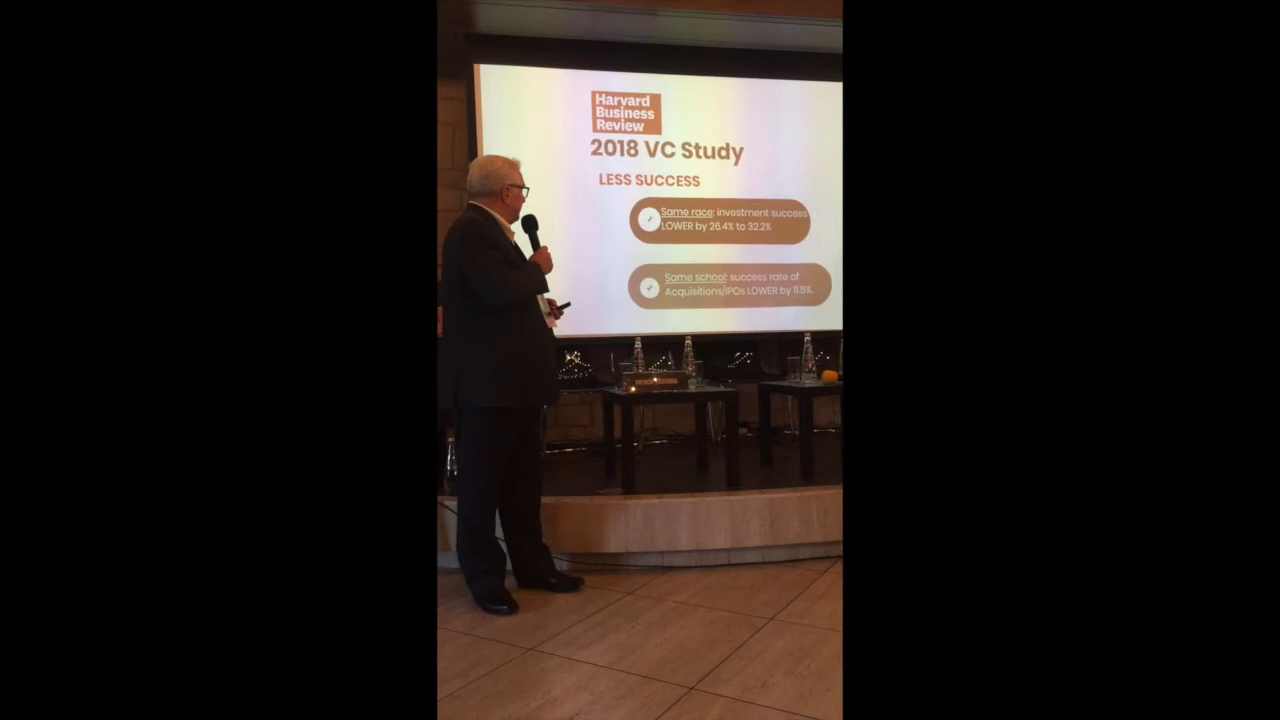 Harvard
Business
Review
2018 VC Study
LESS SUCCESS
Same race: investment success
LOWER by 26.4% to 32.2%
Same school: success rate of
Acquisitions/IPOs LOWER by 11.5%